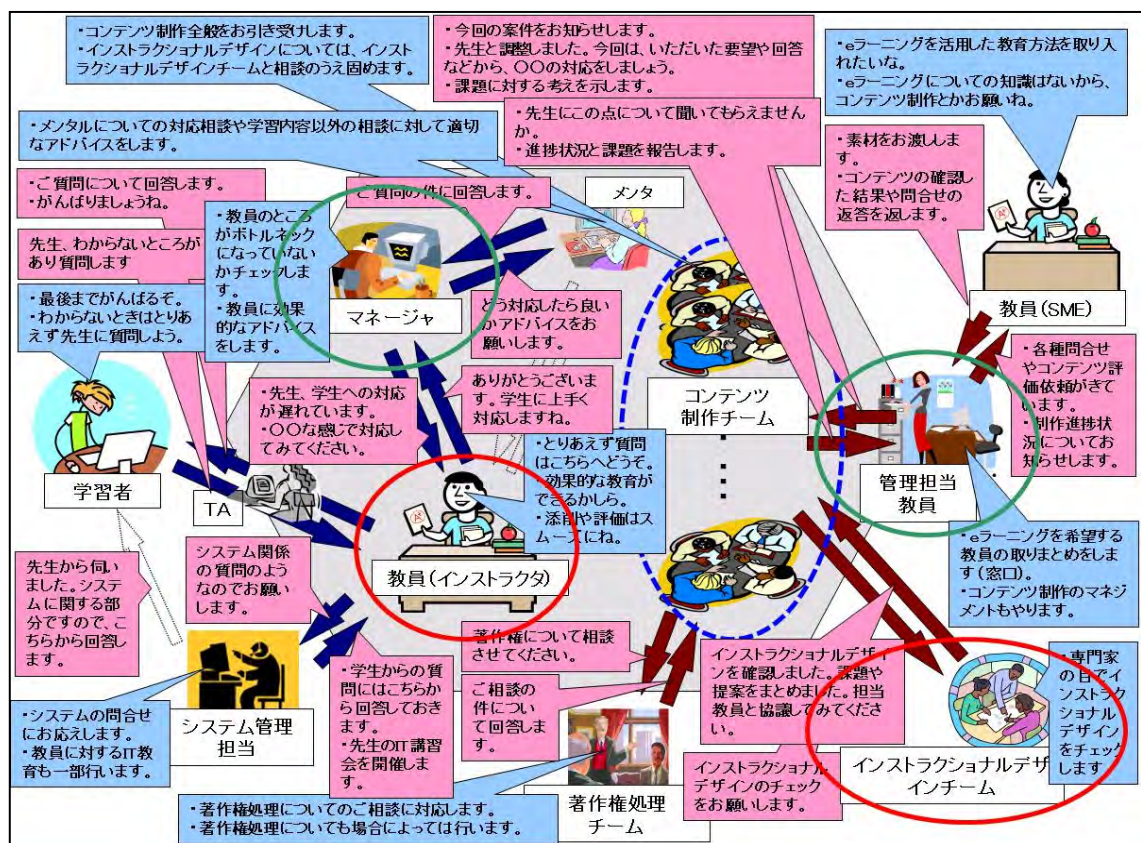 ・コンテンツ制作全般をお引き受けします。
・インストラクショナルデザインについては、インスト
ラクショナルデザインチームと相談のうえ固めます。
・今回の案件をお知らせします。
・先生と調整しました。今回は、いただいた要望や回答
などから、〇〇の対応をしましょう。
・課題に対する考えを示します。
・eラーニングを活用した教育方法を取り入
れたいな。
・eラーニングについての知識はないから、
コンテンツ制作とかお願いね。
・メンタルについての対応相談や学習内容以外の相談に対して適切
なアドバイスをします。
・先生にこの点について聞いてもらえません
か。
・進捗状況と課題を報告します。
・素材をお渡しし
ます。
・コンテンツの確認
した結果や問合せの
返答を返します。
・ご質問について回答します。
・がんばりましょうね。
ご質問の件に回答します。
メンタ
・教員のところ
がボトルネック
になっていない
かチェックしま
す。
・教員に効果
的なアドバイス
をします。
先生、わからないところが
あり質問します
・最後までがんばるぞ。
・わからないときはとりあ
えず先生に質問しよう。
マネージャ
どう対応したら良い
かアドバイスをお
願いします。
教員(SME)
・各種問合せ
やコンテンツ評
価依頼がきて
います。
・制作進捗状
況についてお
知らせします。
・先生、学生への対応
が遅れています。
・〇〇な感じで対応し
てみてください。
ありがとうございま
す。学生に上手く
対応しますね。
コンテンツ
制作チーム
・とりあえず質問
はこちらへどうぞ。
・効果的な教育が
できるかしら。
・添削や評価はス
ムーズにね。
管理担当
教員
学習者
TA
教員(インストラクタ)
・eラーニングを希望する
教員の取りまとめをしま
す(窓口)。
・コンテンツ制作のマネジ
メントもやります。
先生から伺い
ました。システ
ムに関する部
分ですので、こ
ちらから回答し
ます。
システム関係
の質問のよう
なのでお願い
します。
著作権について相談
させてください。
インストラクショナルデザイ
ンを確認しました。課題や
提案をまとめました。担当
教員と協議してみてくださ
い。
・専門家
の目でイン
ストラク
ショナル
デザイン
をチェック
します
・学生からの質
問にはこちらか
ら回答しておき
ます。
・先生のIT講習
会を開催しま
す。
ご相談の
件につい
て回答しま
す。
システム管理
担当
・システムの問合せ
にお応えします。
・教員に対するIT教
育も一部行います。
インストラクショナルデザ
インチーム
インストラクショナル
デザインのチェック
をお願いします。
著作権処理
チーム
・著作権処理についてのご相談に対応します。
・著作権処理についても場合によっては行います。